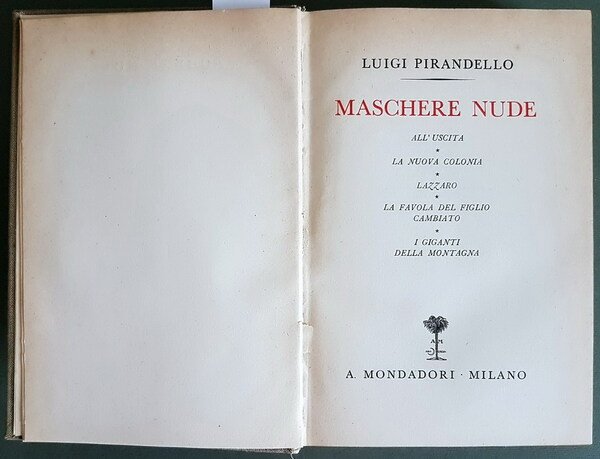 LUIGI PIRANDELLO
MASCHERE NUDE
ALL'USCITA
★
LA NUOVA COLONIA
★
LAZZARO
★
LA FAVOLA DEL FIGLIO
CAMBIATO
★
I GIGANTI
DELLA MONTAGNA
A M
A. MONDADORI · MILANO